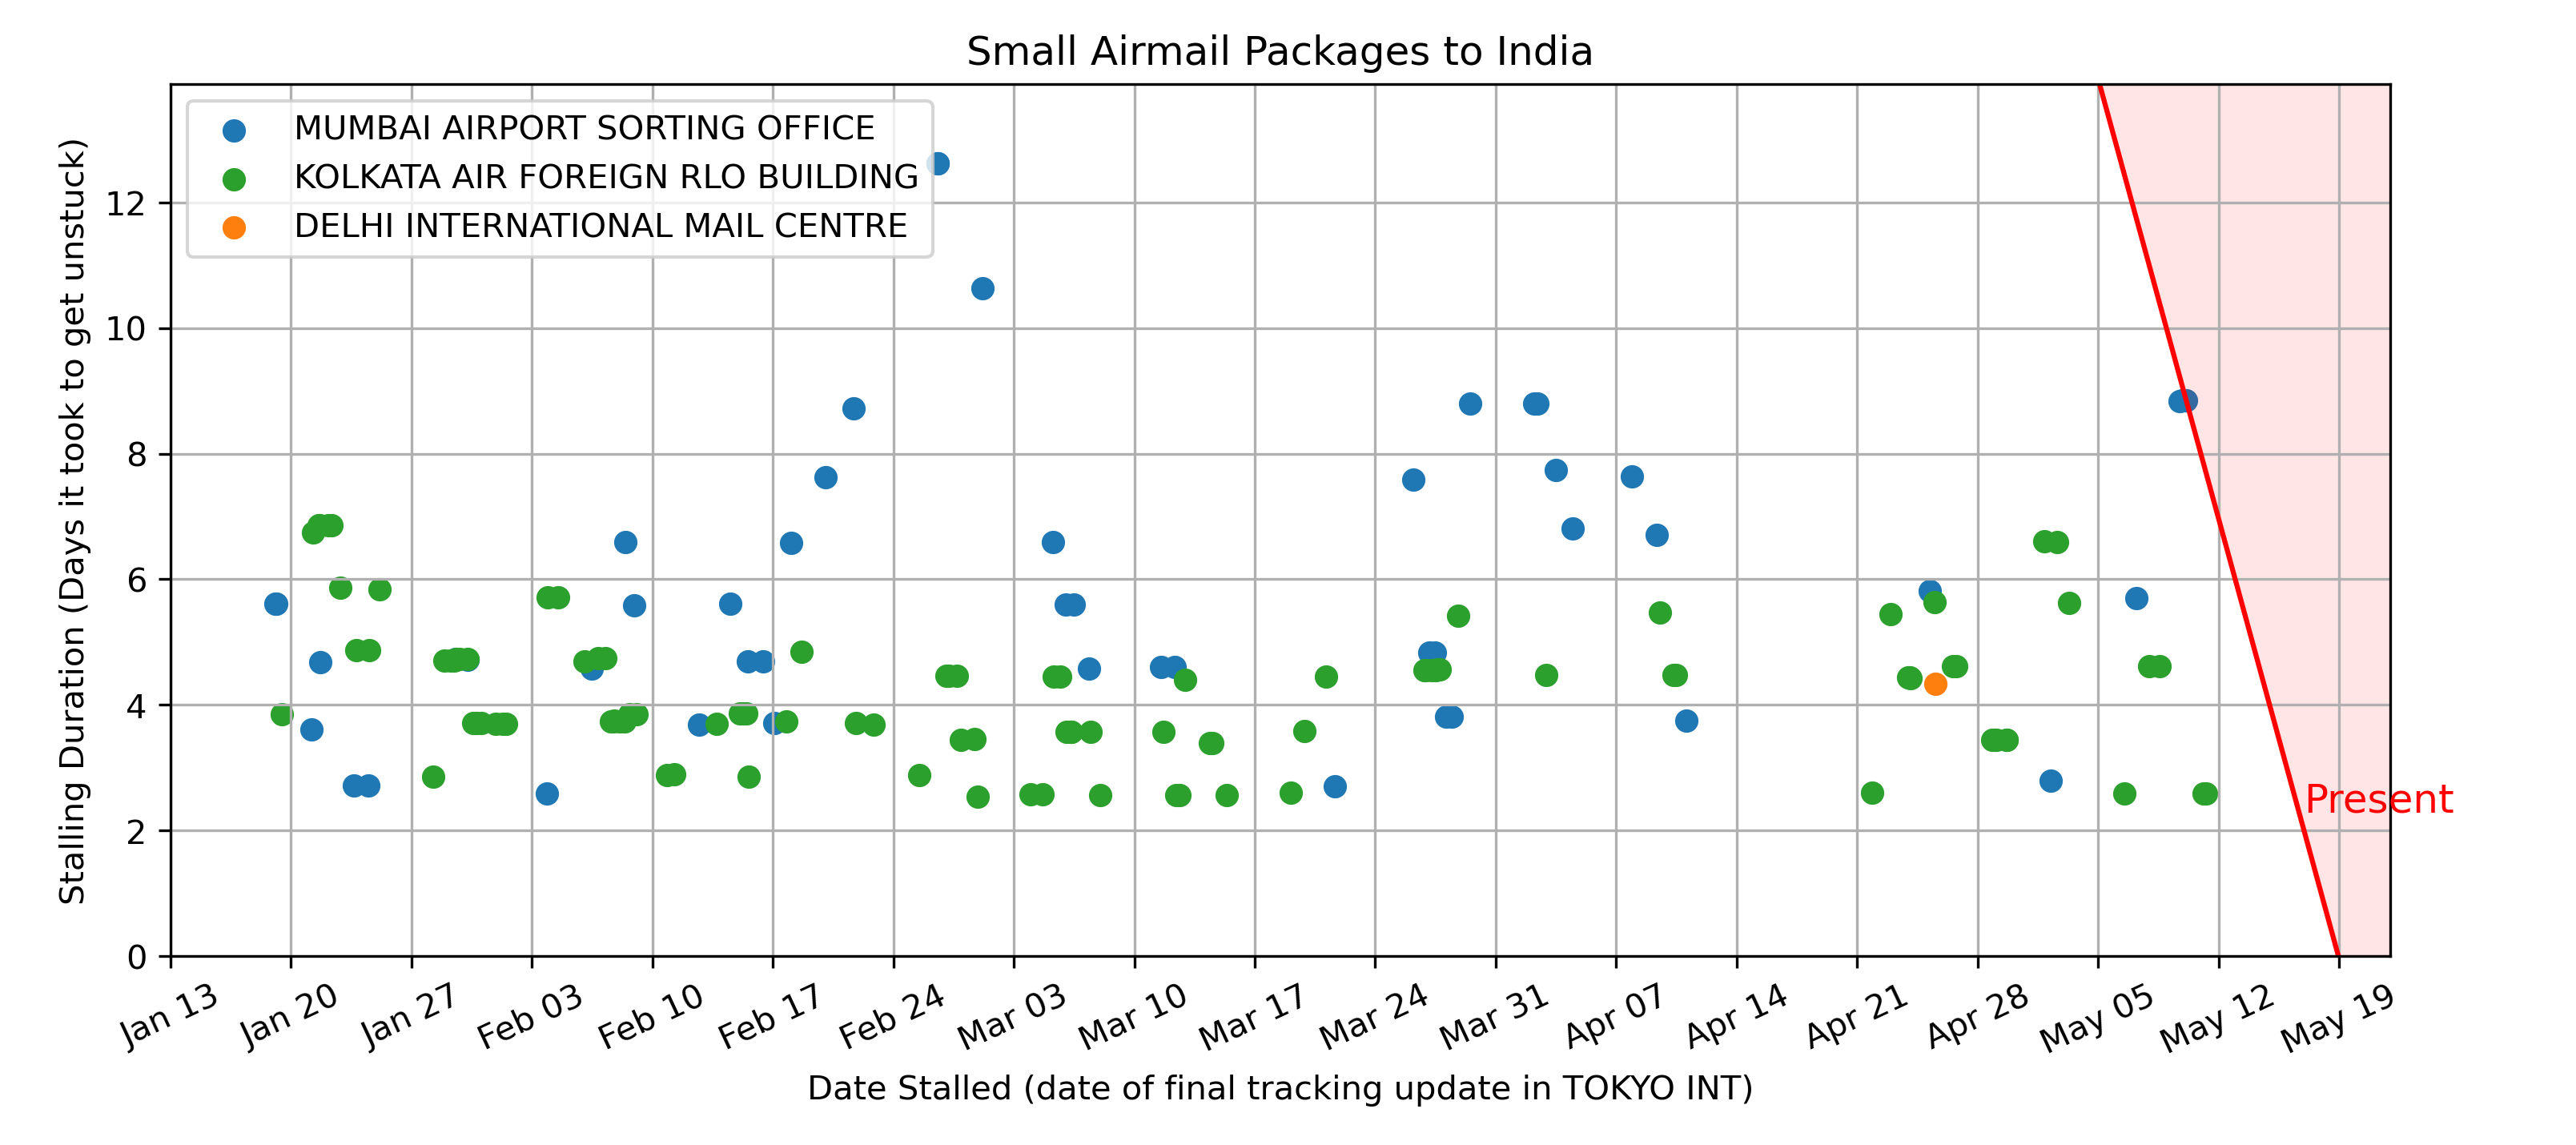 Small Airmail Packages to India
MUMBAI AIRPORT SORTING OFFICE
KOLKATA AIR FOREIGN RLO BUILDING
DELHI INTERNATIONAL MAIL CENTRE
Stalling Duration (Days it took to get unstuck)
12
10
8
6
4
2
0
Present
Jan 13
Jan 20
Jan 27
Feb 03
Feb 10
Feb 17
Feb 24
Mar 03
Mar 10
Mar 17
Mar 24
Mar 31
Apr 07
Apr 14
Apr 21
Apr 28
May 05
May 12
May 19
Date Stalled (date of final tracking update in TOKYO INT)